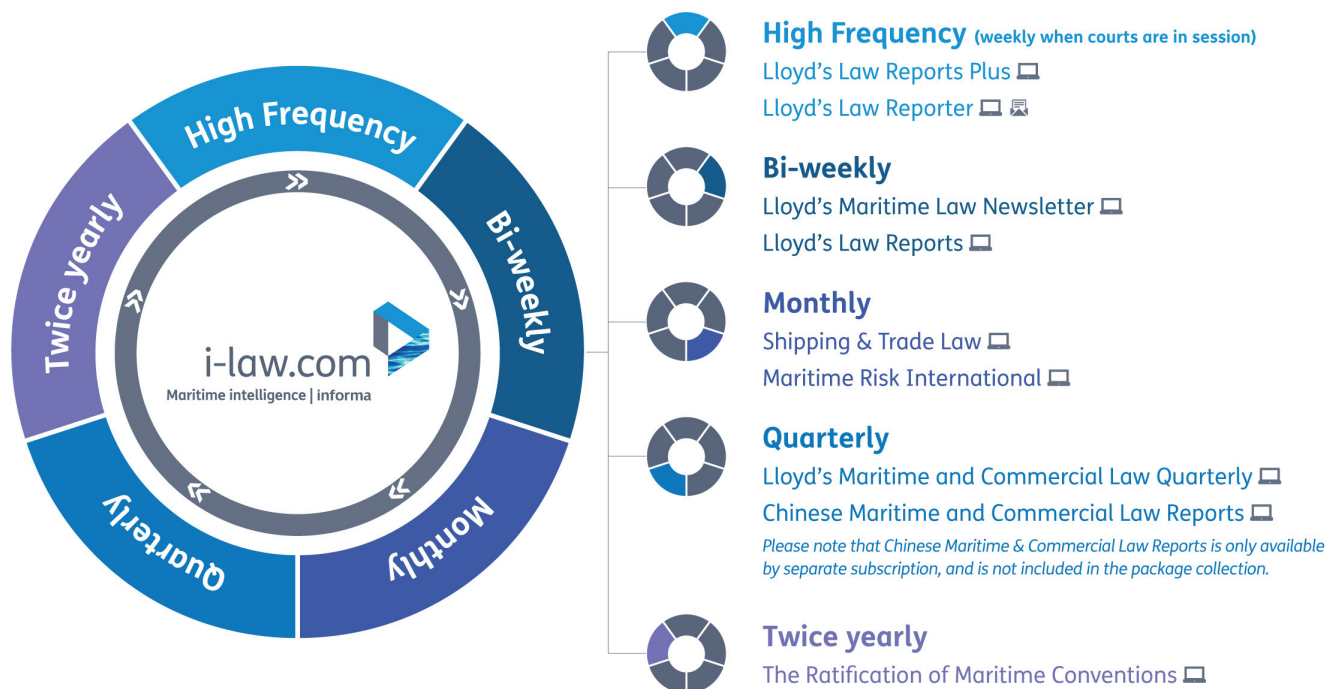 High Frequency
Bi-weekly
Monthly
Quarterly
Twice yearly
i-law.com
Maritime intelligence | informa
High Frequency (weekly when courts are in session)
Lloyd's Law Reports Plus
Lloyd's Law Reporter
Bi-weekly
Lloyd's Maritime Law Newsletter
Lloyd's Law Reports
Monthly
Shipping & Trade Law
Maritime Risk International
Quarterly
Lloyd's Maritime and Commercial Law Quarterly
Chinese Maritime and Commercial Law Reports
Please note that Chinese Maritime & Commercial Law Reports is only available
by separate subscription, and is not included in the package collection.
Twice yearly
The Ratification of Maritime Conventions